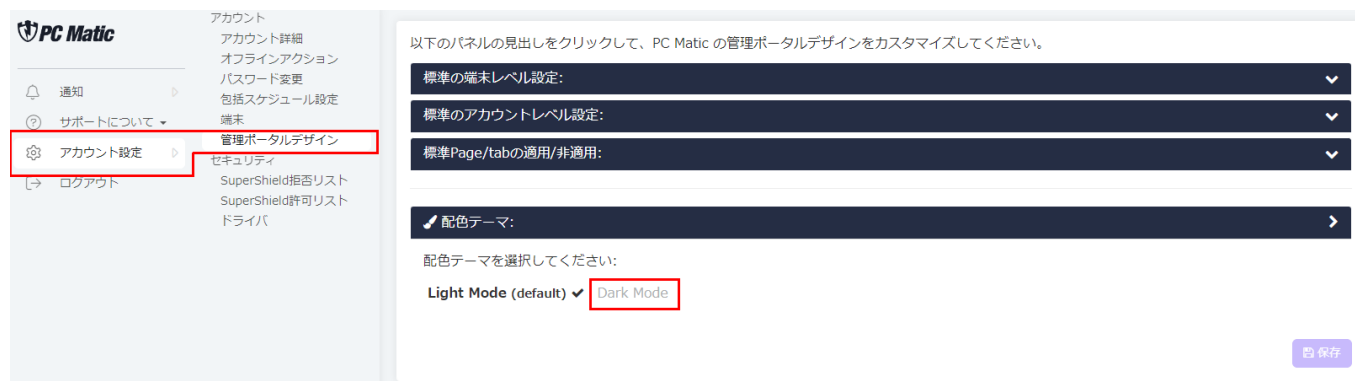 PC Matic
通知
サポートについて
アカウント設定
ログアウト
アカウント
アカウント詳細
オフラインアクション
パスワード変更
包括スケジュール設定
端末
管理ポータルデザイン
セキュリティ
SuperShield拒否リスト
SuperShield許可リスト
ドライバ
以下のパネルの見出しをクリックして、PC Matic の管理ポータルデザインをカスタマイズしてください。
標準の端末レベル設定:
標準のアカウントレベル設定:
標準Page/tabの適用/非適用:
配色テーマ:
配色テーマを選択してください:
Light Mode (default) ✔ Dark Mode
保存